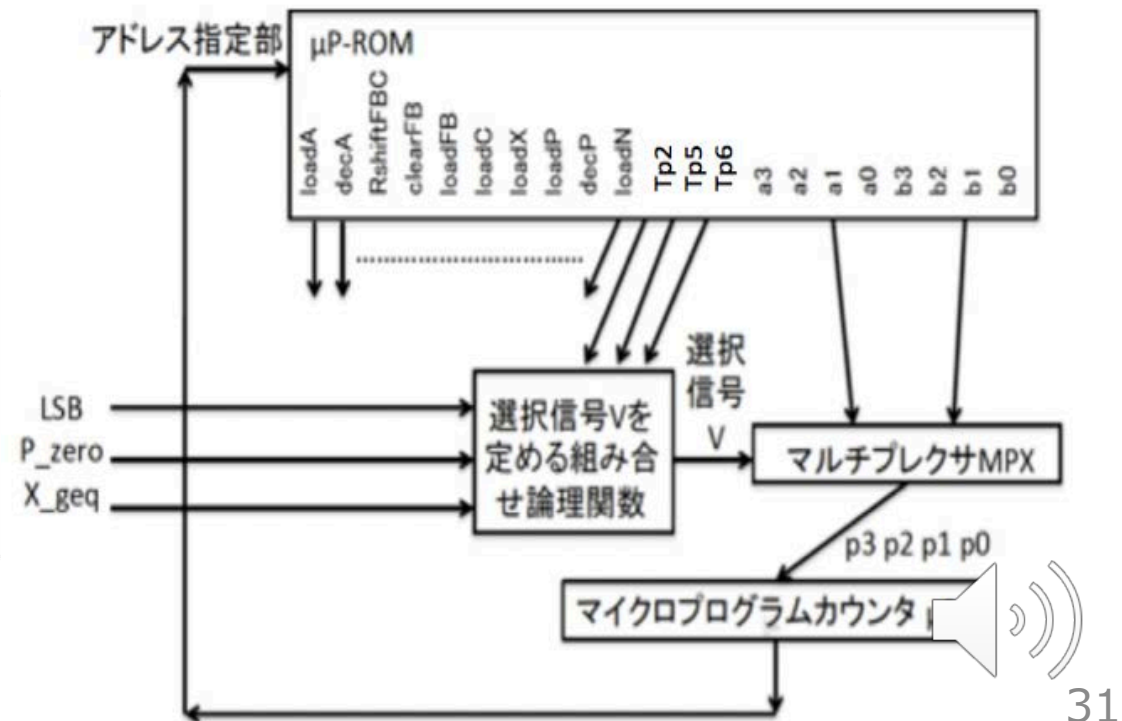 アドレス指定部
μP-ROM
loadA
decA
RshiftFBC
clearFB
loadFB
loadC
loadX
loadP
decP
loadN
Tp2
Tp5
Tp6
a3
a2
a1
a0
b3
b2
b1
b0
LSB
P_zero
X_geq
選択信号Vを
定める組み合
せ論理関数
選択
信号
V
マルチプレクサMPX
p3 p2 p1 p0
マイクロプログラムカウンタ
31